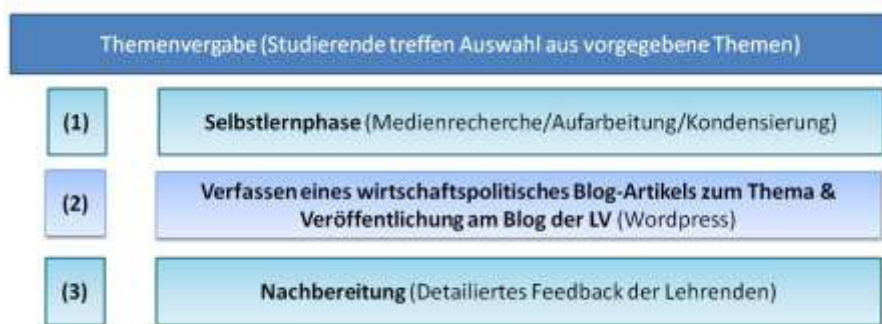 Themenvergabe (Studierende treffen Auswahl aus vorgegebene Themen)
(1)
Selbstlernphase (Medienrecherche/Aufarbeitung/Kondensierung)
(2)
Verfassen eines wirtschaftspolitisches Blog-Artikels zum Thema &
Veröffentlichung am Blog der LV (Wordpress)
(3)
Nachbereitung (Detailiertes Feedback der Lehrenden)